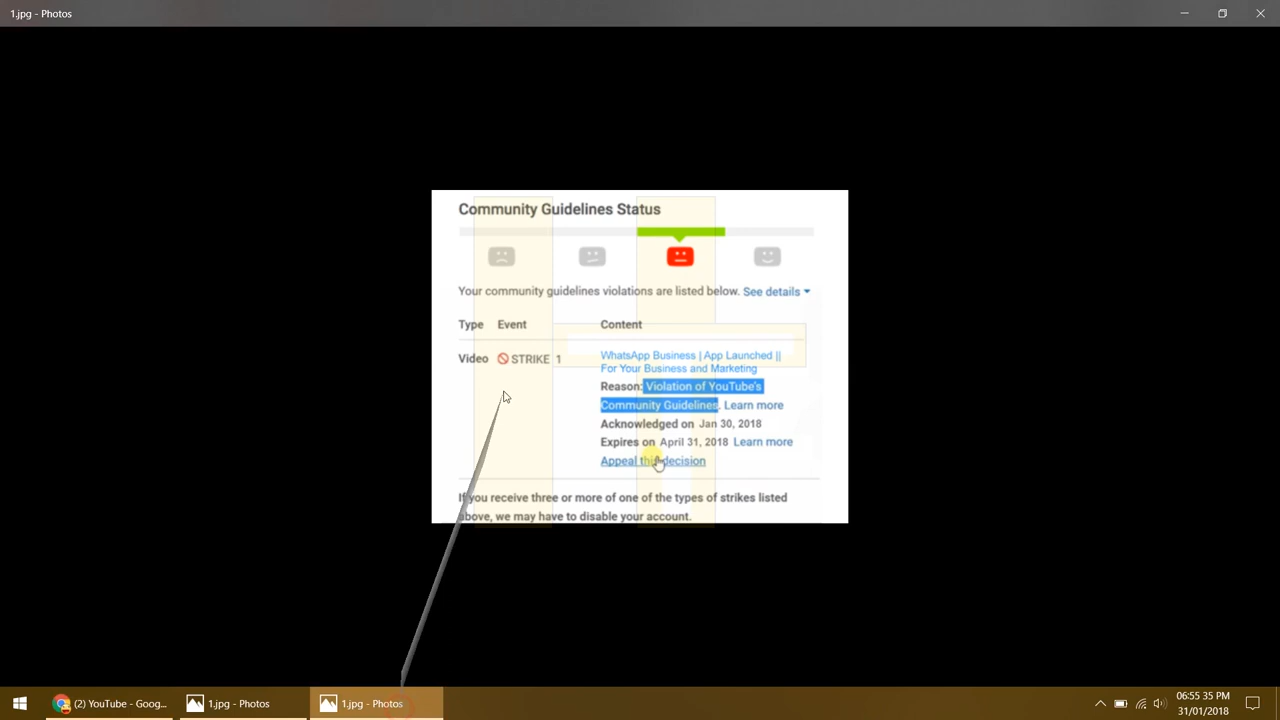 1.jpg - Photos
Community Guidelines Status
Your community guidelines violations are listed below. See details
Type Event Content
Video STRIKE 1 WhatsApp Business | App Launched ||
For Your Business and Marketing
Reason: Violation of YouTube's
Community Guidelines. Learn more
Acknowledged on Jan 30, 2018
Expires on April 31, 2018 Learn more
Appeal this decision
If you receive three or more of one of the types of strikes listed
above, we may have to disable your account.
(2) YouTube - Goog... 1.jpg - Photos 1.jpg - Photos 06:55 35 PM
31/01/2018